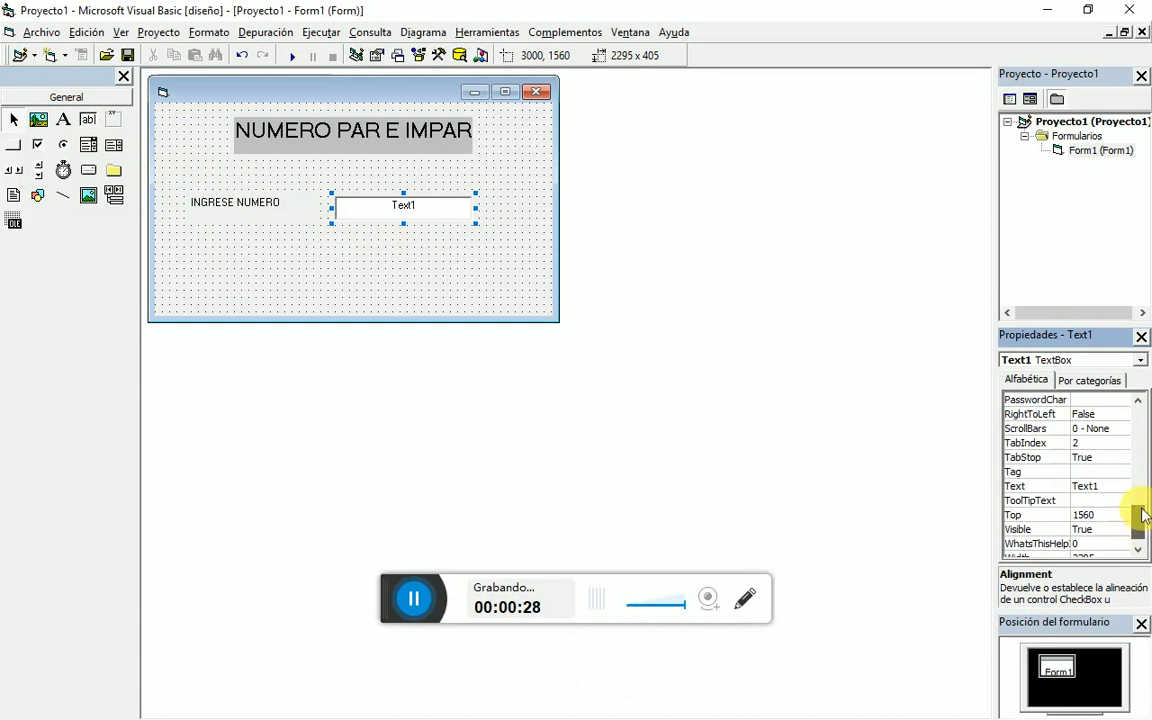 Proyecto1 - Microsoft Visual Basic [diseño] - [Proyecto1 - Form1 (Form)]
Archivo Edición Ver Proyecto Formato Depuración Ejecutar Consulta Diagrama Herramientas Complementos Ventana Ayuda
3000, 1560 2295 x 405
General
NUMERO PAR E IMPAR
INGRESE NUMERO Text1
Grabando...
00:00:28
Proyecto - Proyecto1
Proyecto1 (Proyecto1)
Formularios
Form1 (Form1)
Propiedades - Text1
Text1 TextBox
Alfabética Por categorías
PasswordChar
RightToLeft False
ScrollBars 0 - None
TabIndex 2
TabStop True
Tag
Text Text1
ToolTipText
Top 1560
Visible True
WhatsThisHelp 0
Width 2295
Alignment
Devuelve o establece la alineación
de un control CheckBox u
Posición del formulario
Form1